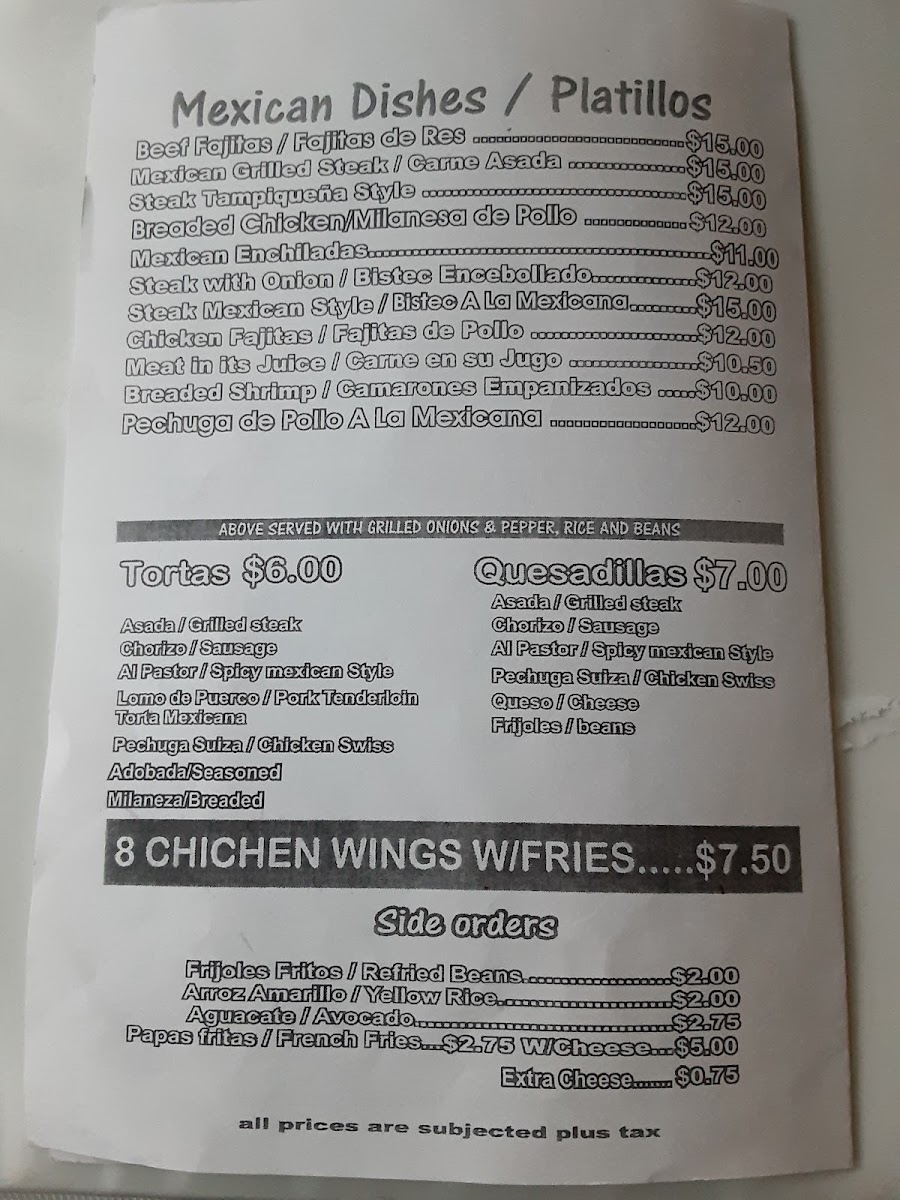 Mexican Dishes / Platillos
Beef Fajitas / Fajitas de Res ........................$15.00
Mexican Grilled Steak / Carne Asada ..............$15.00
Steak Tampiqueña Style ................................$15.00
Breaded Chicken/Milanesa de Pollo .............$12.00
Mexican Enchiladas..........................................$11.00
Steak with Onion / Bistec Encebollado.............$12.00
Steak Mexican Style / Bistec A La Mexicana........$15.00
Chicken Fajitas / Fajitas de Pollo ....................$12.00
Meat in its Juice / Carne en su Jugo ................$10.50
Breaded Shrimp / Camarones Empanizados .....$10.00
Pechuga de Pollo A La Mexicana ....................$12.00
ABOVE SERVED WITH GRILLED ONIONS & PEPPER, RICE AND BEANS
Tortas $6.00
Asada / Grilled steak
Chorizo / Sausage
Al Pastor / Spicy mexican Style
Lomo de Puerco / Pork Tenderloin
Torta Mexicana
Pechuga Suiza / Chicken Swiss
Adobada/Seasoned
Milaneza/Breaded
Quesadillas $7.00
Asada / Grilled steak
Chorizo / Sausage
Al Pastor / Spicy mexican Style
Pechuga Suiza / Chicken Swiss
Queso / Cheese
Frijoles / beans
8 CHICHEN WINGS W/FRIES.....$7.50
Side orders
Frijoles Fritos / Refried Beans....................$2.00
Arroz Amarillo / Yellow Rice.......................$2.00
Aguacate / Avocado..................................$2.75
Papas fritas / French Fries...$2.75 W/Cheese...$5.00
Extra Cheese....... $0.75
all prices are subjected plus tax